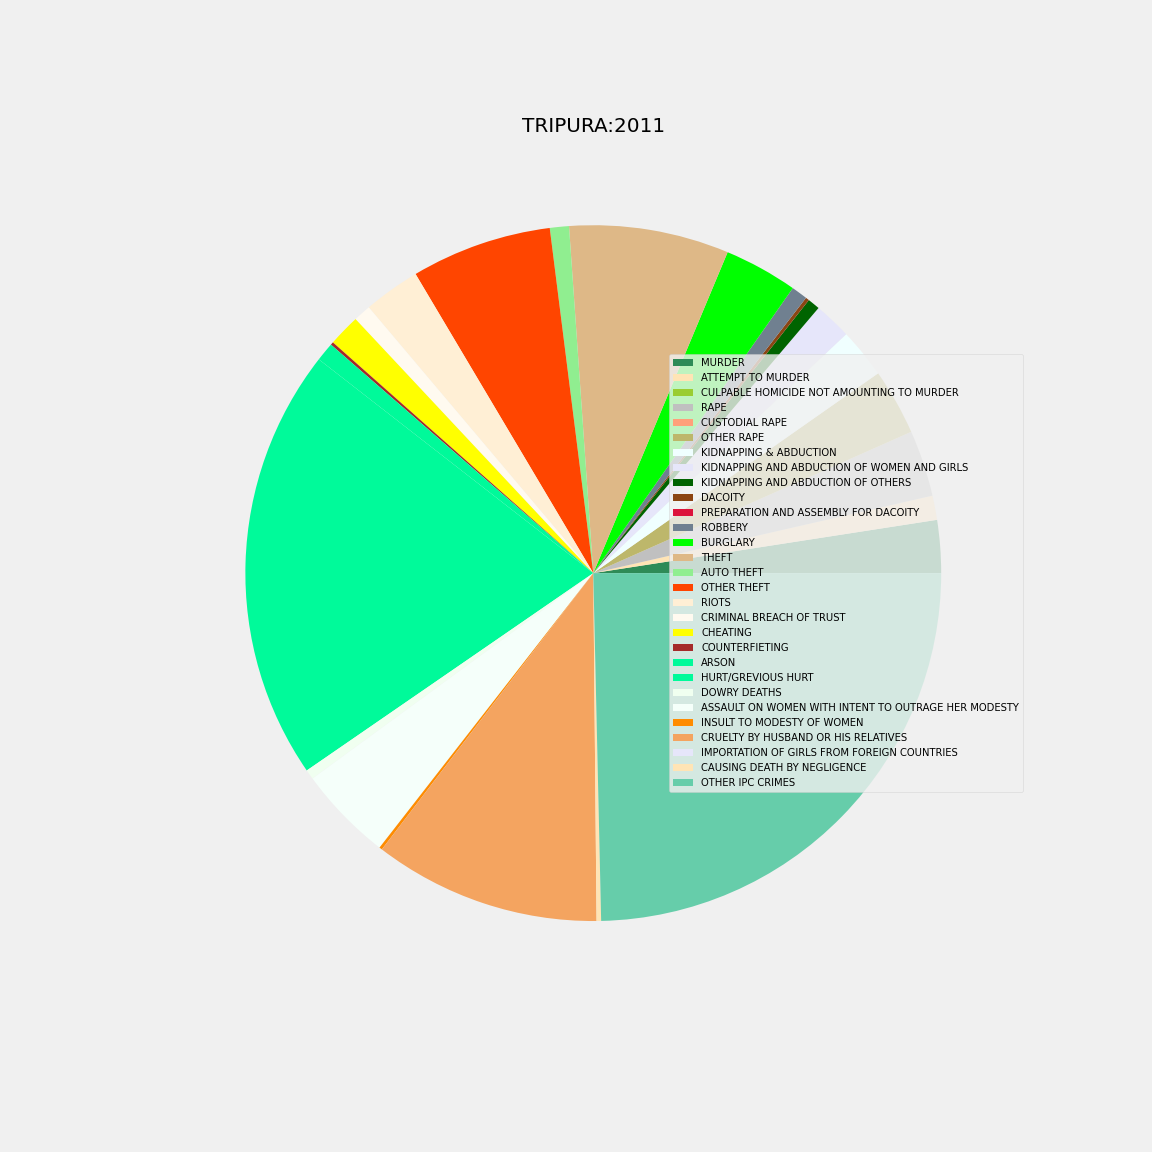 TRIPURA:2011
MURDER
ATTEMPT TO MURDER
CULPABLE HOMICIDE NOT AMOUNTING TO MURDER
RAPE
CUSTODIAL RAPE
OTHER RAPE
KIDNAPPING & ABDUCTION
KIDNAPPING AND ABDUCTION OF WOMEN AND GIRLS
KIDNAPPING AND ABDUCTION OF OTHERS
DACOITY
PREPARATION AND ASSEMBLY FOR DACOITY
ROBBERY
BURGLARY
THEFT
AUTO THEFT
OTHER THEFT
RIOTS
CRIMINAL BREACH OF TRUST
CHEATING
COUNTERFIETING
ARSON
HURT/GREVIOUS HURT
DOWRY DEATHS
ASSAULT ON WOMEN WITH INTENT TO OUTRAGE HER MODESTY
INSULT TO MODESTY OF WOMEN
CRUELTY BY HUSBAND OR HIS RELATIVES
IMPORTATION OF GIRLS FROM FOREIGN COUNTRIES
CAUSING DEATH BY NEGLIGENCE
OTHER IPC CRIMES